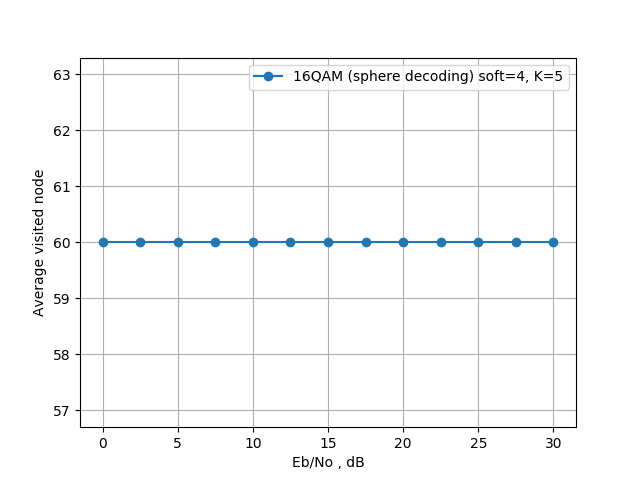 63
62
61
60
59
58
57
Average visited node
16QAM (sphere decoding) soft=4, K=5
0 5 10 15 20 25 30
Eb/No , dB